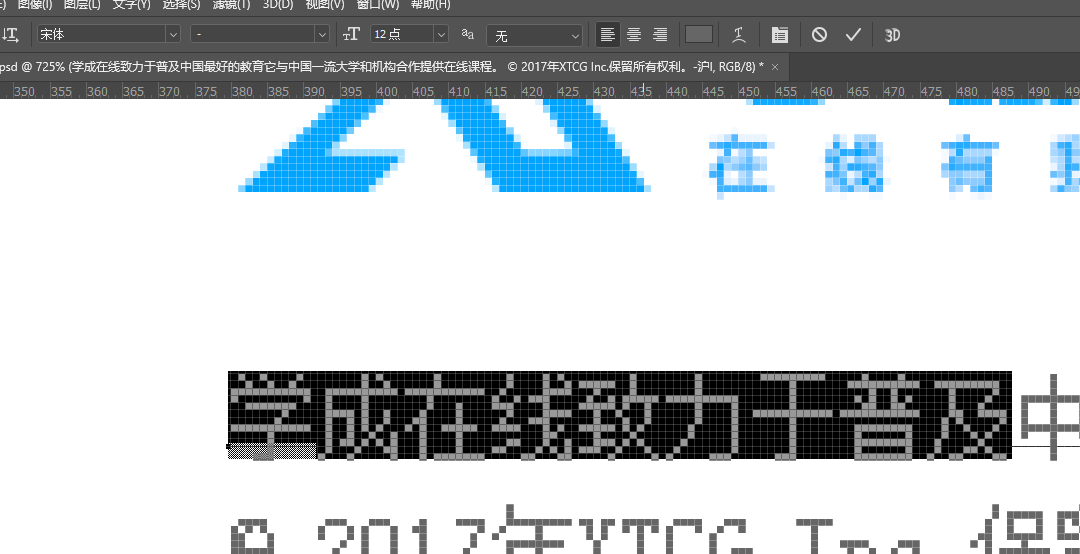 E) 图像(I) 图层(L) 文字(Y) 选择(S) 滤镜(T) 3D(D) 视图(V) 窗口(W) 帮助(H)
T 宋体 - тT 12 点 aa 无 3D
psd @ 725% (学成在线致力于普及中国最好的教育它与中国一流大学和机构合作提供在线课程。 © 2017年XTCG Inc.保留所有权利。-沪I, RGB/8) * ×
350 355 360 365 370 375 380 385 390 395 400 405 410 415 420 425 430 435 440 445 450 455 460 465 470 475 480 485 490 49
在 线 有
学成在线致力于普及中
© 2017年XTCG Inc. 保